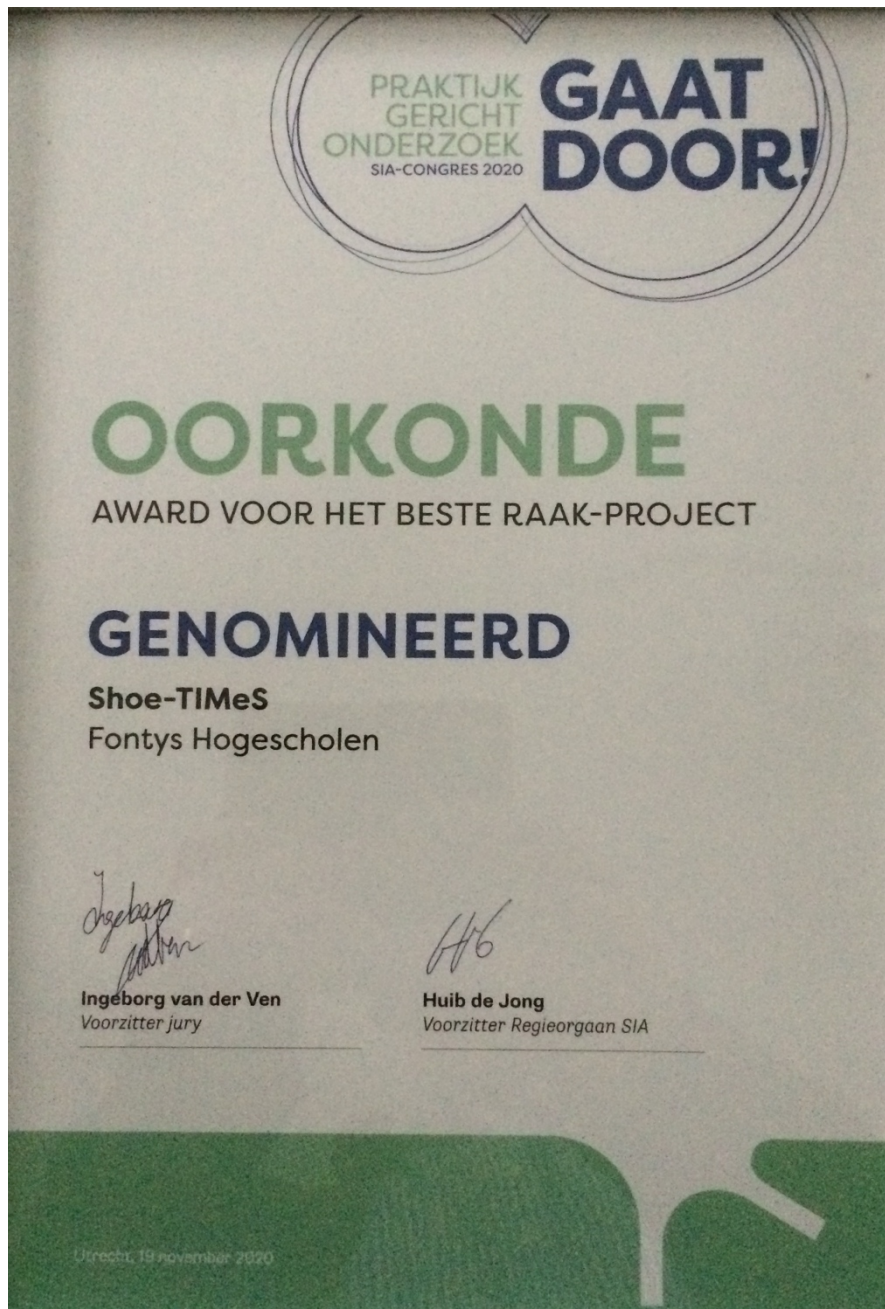 PRAKTIJK
GERICHT
ONDERZOEK
SIA-CONGRES 2020
GAAT
DOOR!
OORKONDE
AWARD VOOR HET BESTE RAAK-PROJECT
GENOMINEERD
Shoe-TIMeS
Fontys Hogescholen
Ingeborg van der Ven
Voorzitter jury
Huib de Jong
Voorzitter Regieorgaan SIA
Utrecht, 19 november 2020